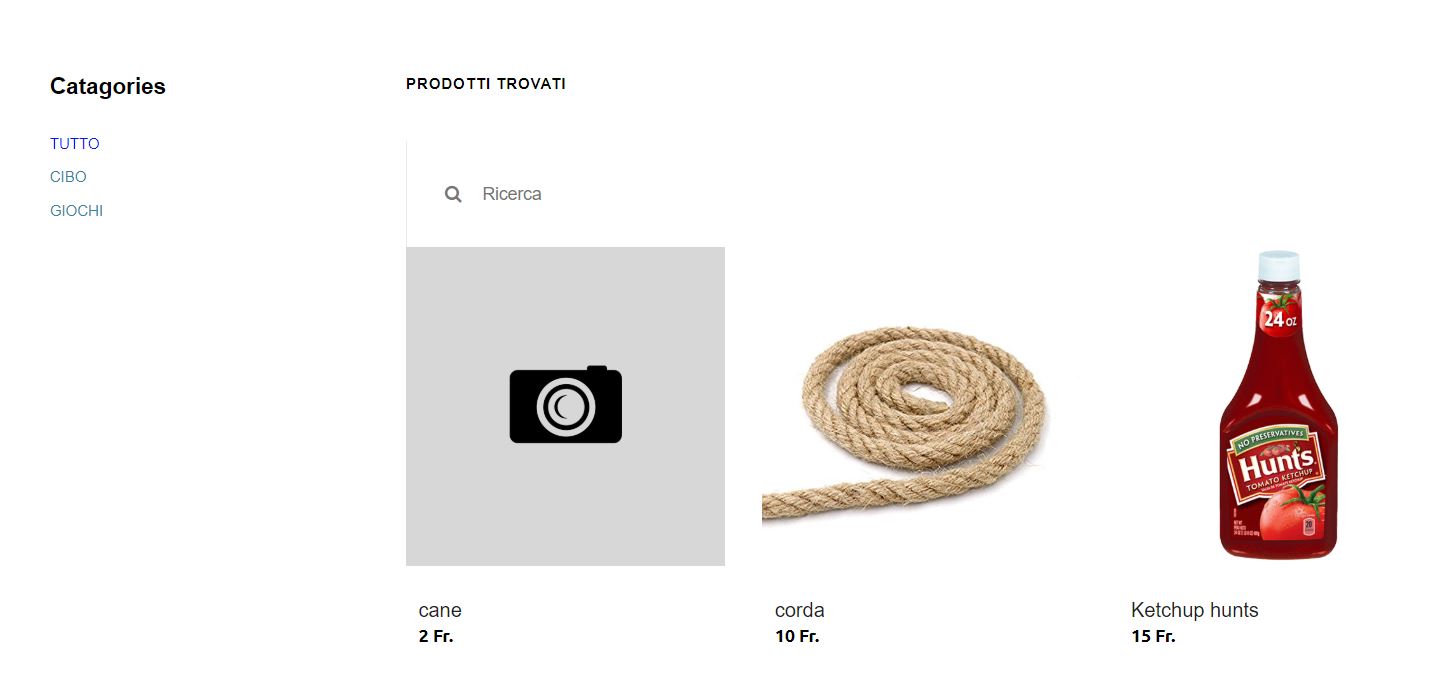 Catagories
TUTTO
CIBO
GIOCHI
PRODOTTI TROVATI
Ricerca
24 OZ
NO PRESERVATIVES
Hunt's
TOMATO KETCHUP
20
cane
2 Fr.
corda
10 Fr.
Ketchup hunts
15 Fr.